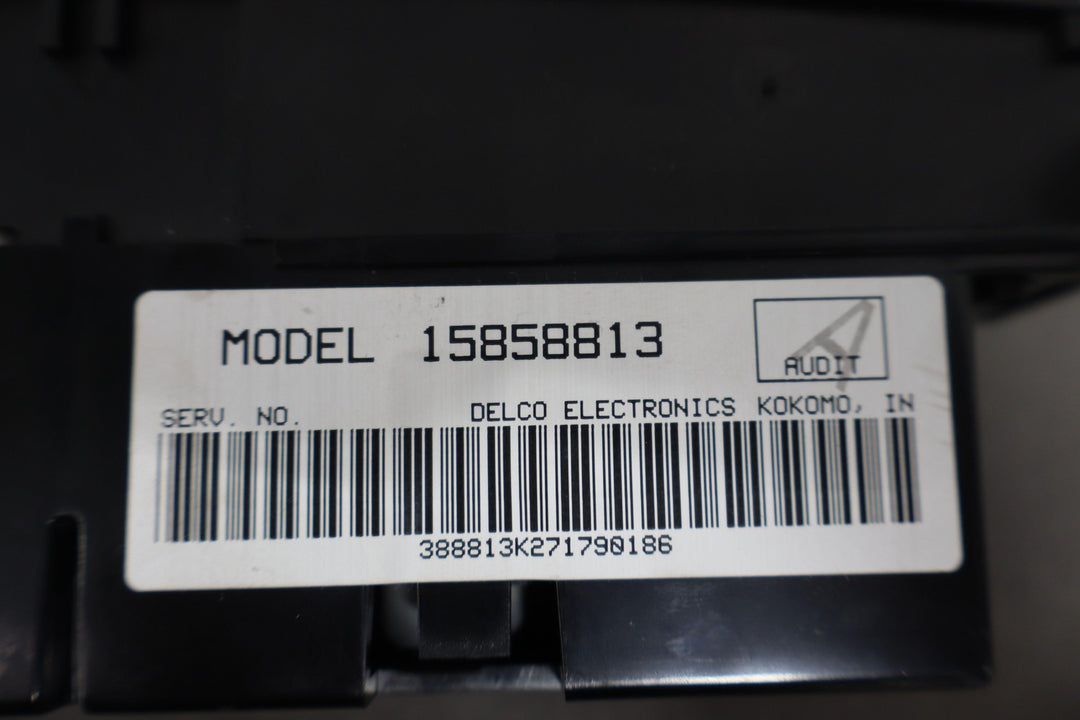 MODEL 15858813
A
AUDIT
SERV. NO. DELCO ELECTRONICS KOKOMO, IN
388813K271790186